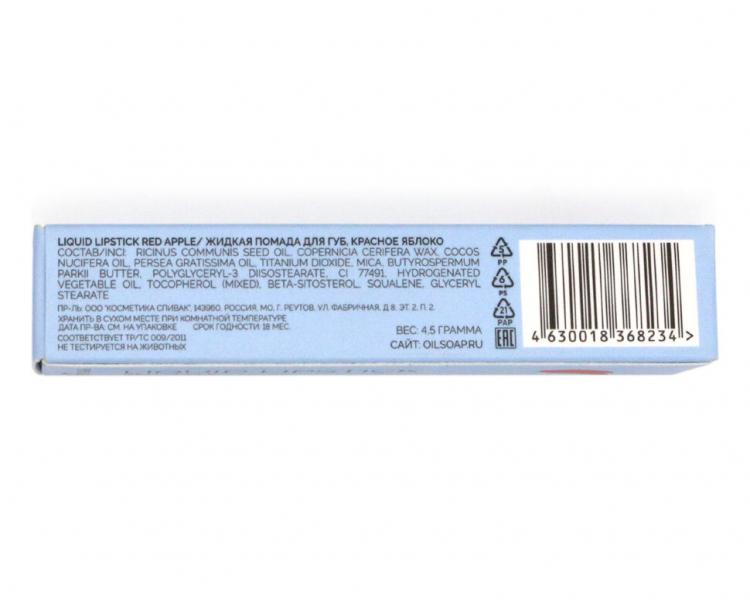 LIQUID LIPSTICK RED APPLE/ ЖИДКАЯ ПОМАДА ДЛЯ ГУБ, КРАСНОЕ ЯБЛОКО
СОСТАВ/INCI: RICINUS COMMUNIS SEED OIL, COPERNICIA CERIFERA WAX, COCOS
NUCIFERA OIL, PERSEA GRATISSIMA OIL, TITANIUM DIOXIDE, MICA, BUTYROSPERMUM
PARKII BUTTER, POLYGLYCERYL-3 DIISOSTEARATE, CI 77491, HYDROGENATED
VEGETABLE OIL, TOCOPHEROL (MIXED), BETA-SITOSTEROL, SQUALENE, GLYCERYL
STEARATE
ПР-ЛЬ: ООО "КОСМЕТИКА СПИВАК", 143960, РОССИЯ, МО, Г. РЕУТОВ, УЛ. ФАБРИЧНАЯ, Д 8. ЭТ. 2, П. 2.
ХРАНИТЬ В СУХОМ МЕСТЕ ПРИ КОМНАТНОЙ ТЕМПЕРАТУРЕ
ДАТА ПР-ВА: СМ. НА УПАКОВКЕ СРОК ГОДНОСТИ: 18 МЕС.
СООТВЕТСТВУЕТ ТР/ТС 009/2011
НЕ ТЕСТИРУЕТСЯ НА ЖИВОТНЫХ
ВЕС: 4,5 ГРАММА
САЙТ: OILSOAP.RU
5
PP
6
PS
21
PAP
EAC
4 630018 368234 >